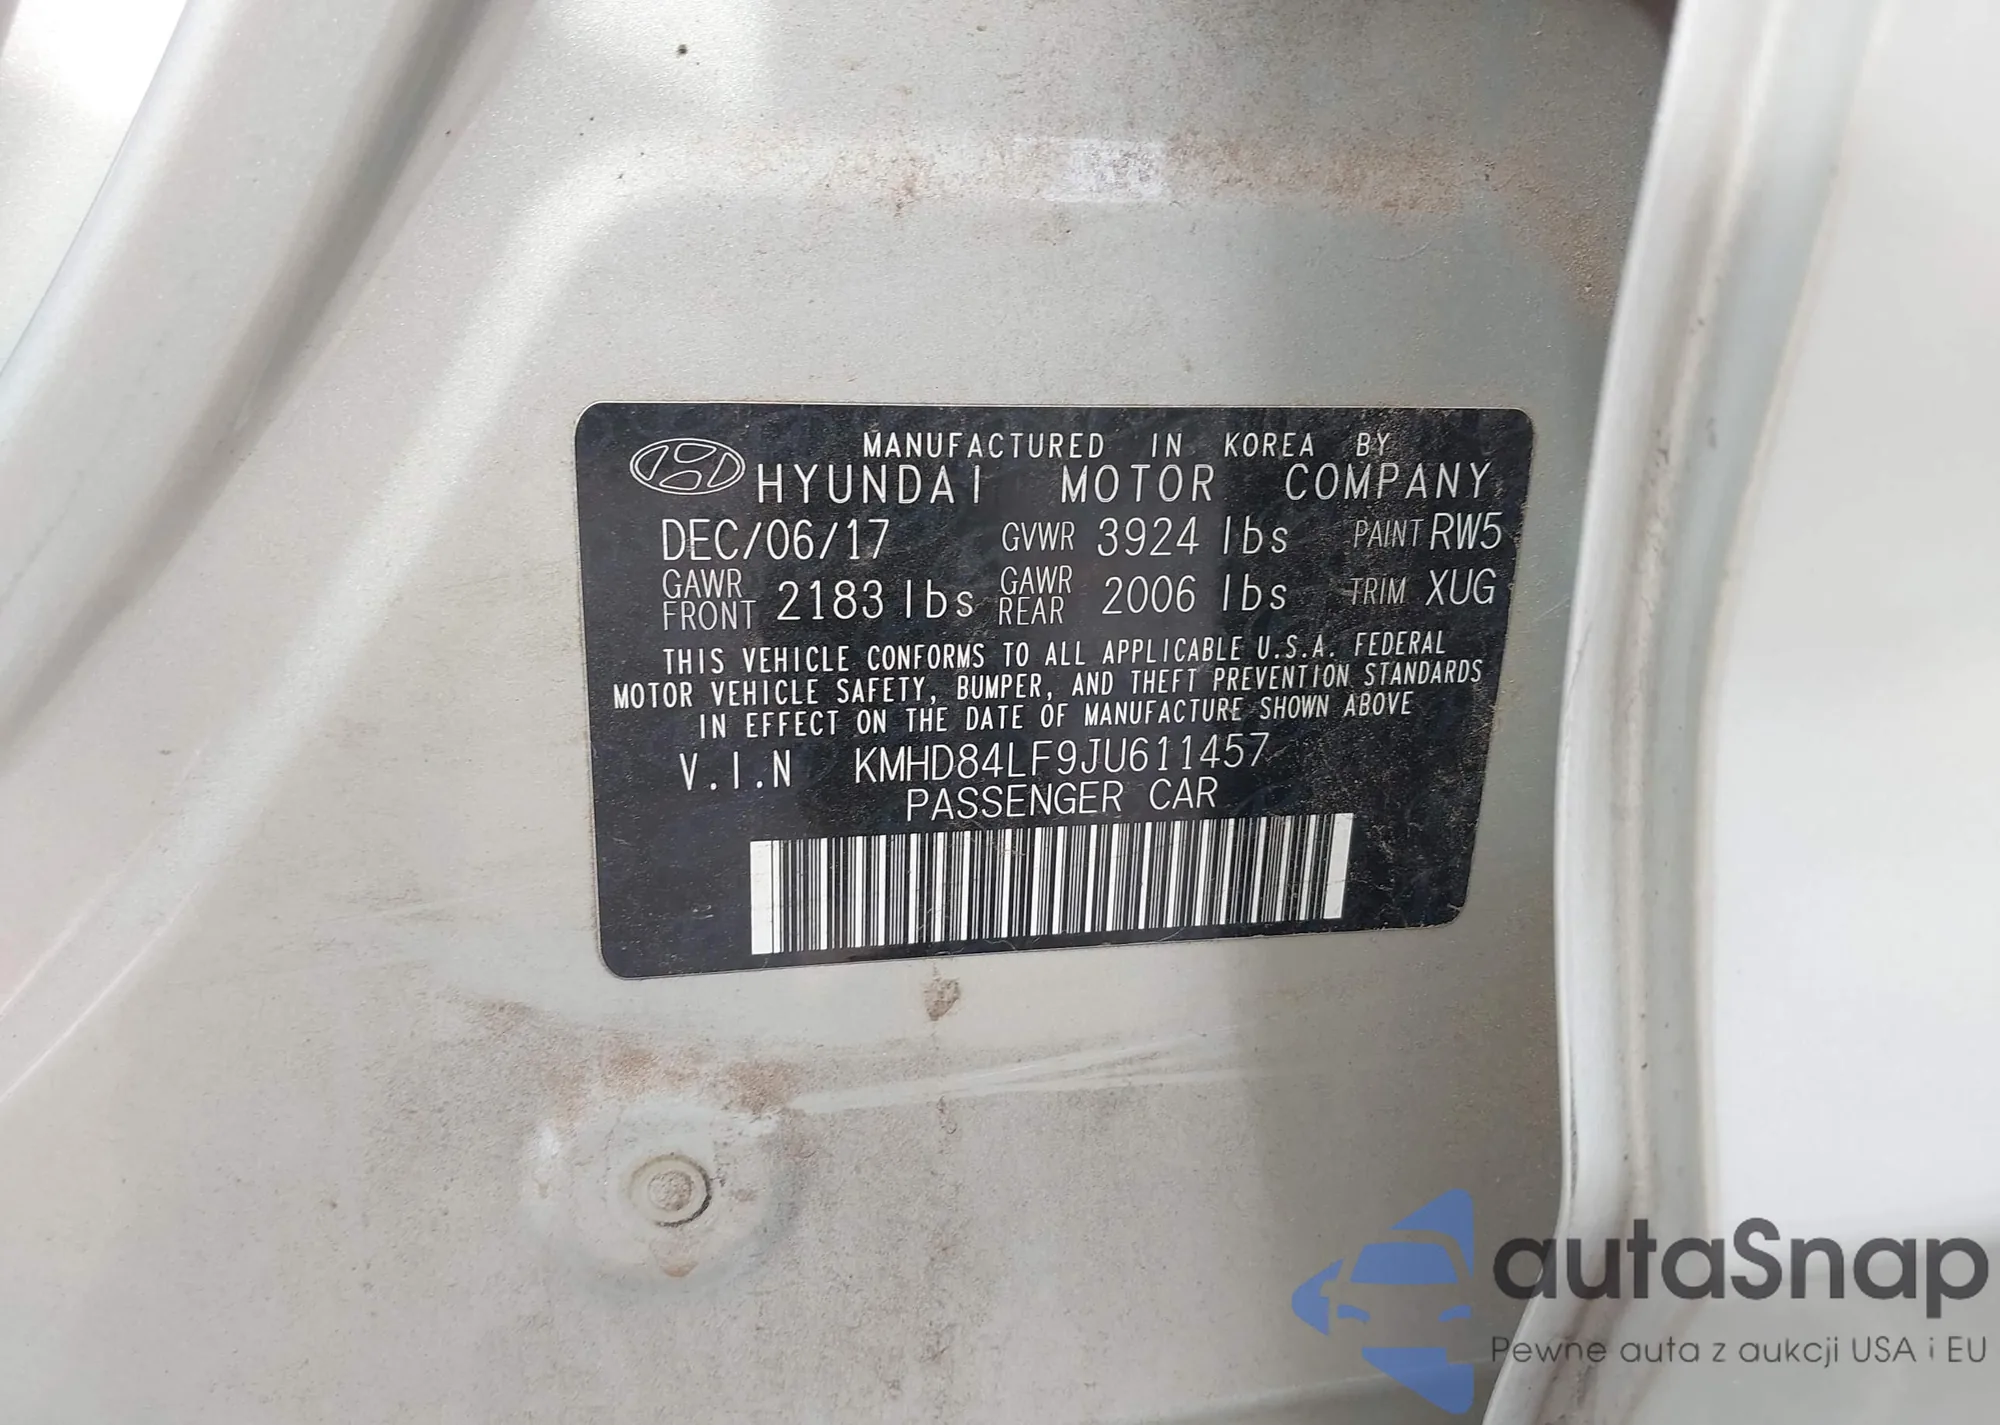 MANUFACTURED IN KOREA BY
HYUNDAI MOTOR COMPANY
DEC/06/17 GVWR 3924 lbs PAINT RW5
GAWR FRONT 2183 lbs GAWR REAR 2006 lbs TRIM XUG
THIS VEHICLE CONFORMS TO ALL APPLICABLE U.S.A. FEDERAL
MOTOR VEHICLE SAFETY, BUMPER, AND THEFT PREVENTION STANDARDS
IN EFFECT ON THE DATE OF MANUFACTURE SHOWN ABOVE
V.I.N KMHD84LF9JU611457
PASSENGER CAR
autaSnap
Pewne auta z aukcji USA i EU